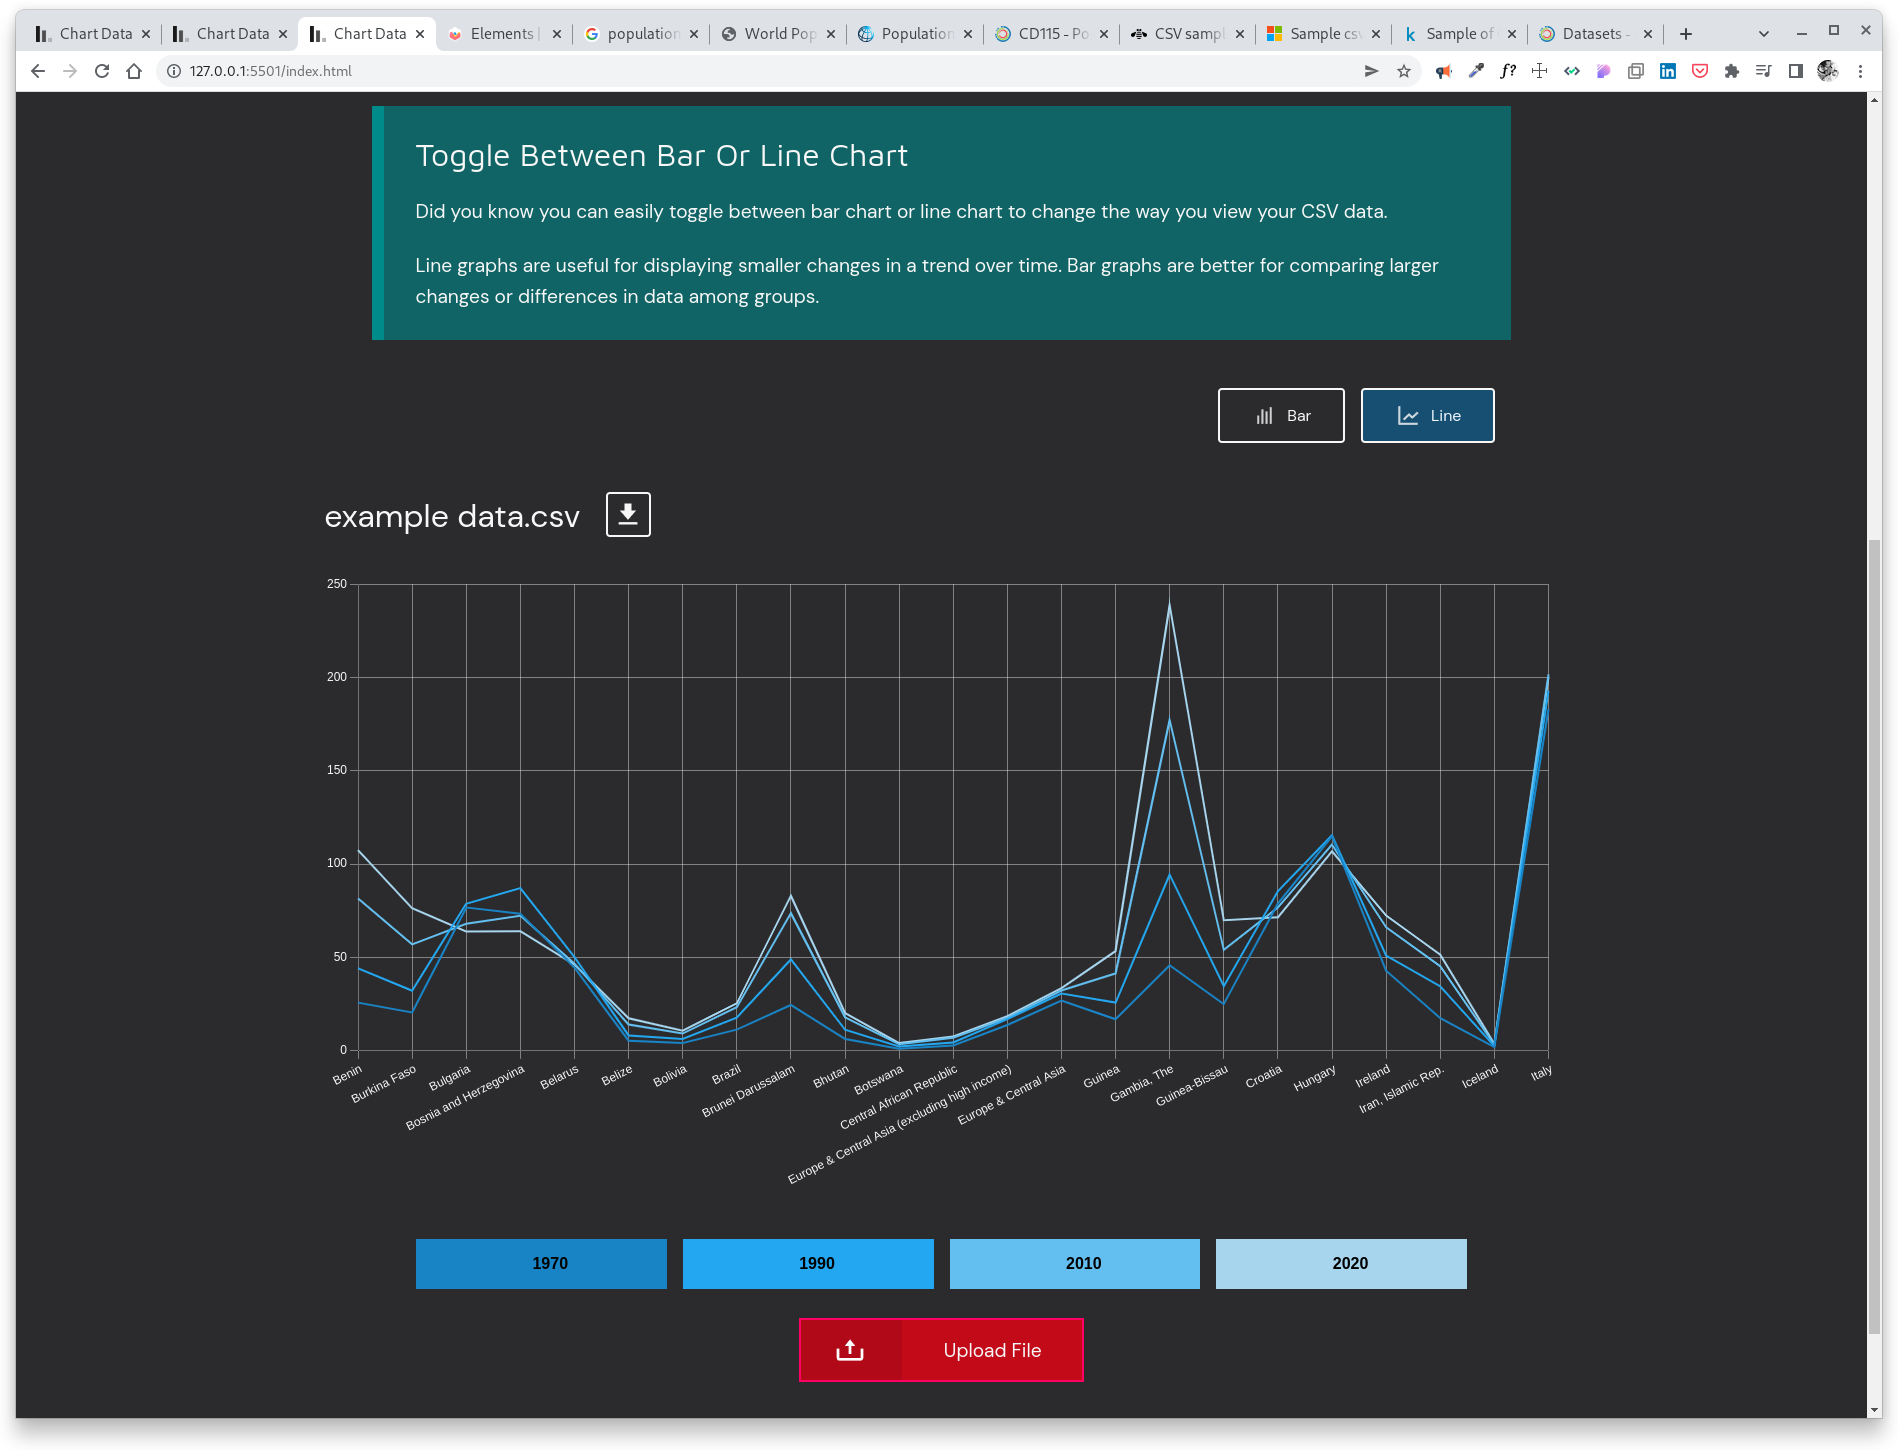 Chart Data
Chart Data
Chart Data
Elements
population
World Pop
Population
CD115 - Po
CSV sampl
Sample csv
Sample of
Datasets -
127.0.0.1:5501/index.html
f?
Toggle Between Bar Or Line Chart
Did you know you can easily toggle between bar chart or line chart to change the way you view your CSV data.
Line graphs are useful for displaying smaller changes in a trend over time. Bar graphs are better for comparing larger
changes or differences in data among groups.
Bar
Line
example data.csv
250
200
150
100
50
0
Benin
Burkina Faso
Bulgaria
Bosnia and Herzegovina
Belarus
Belize
Bolivia
Brazil
Brunei Darussalam
Bhutan
Botswana
Central African Republic
Europe & Central Asia (excluding high income)
Europe & Central Asia
Guinea
Gambia, The
Guinea-Bissau
Croatia
Hungary
Ireland
Iran, Islamic Rep.
Iceland
Italy
1970
1990
2010
2020
Upload File